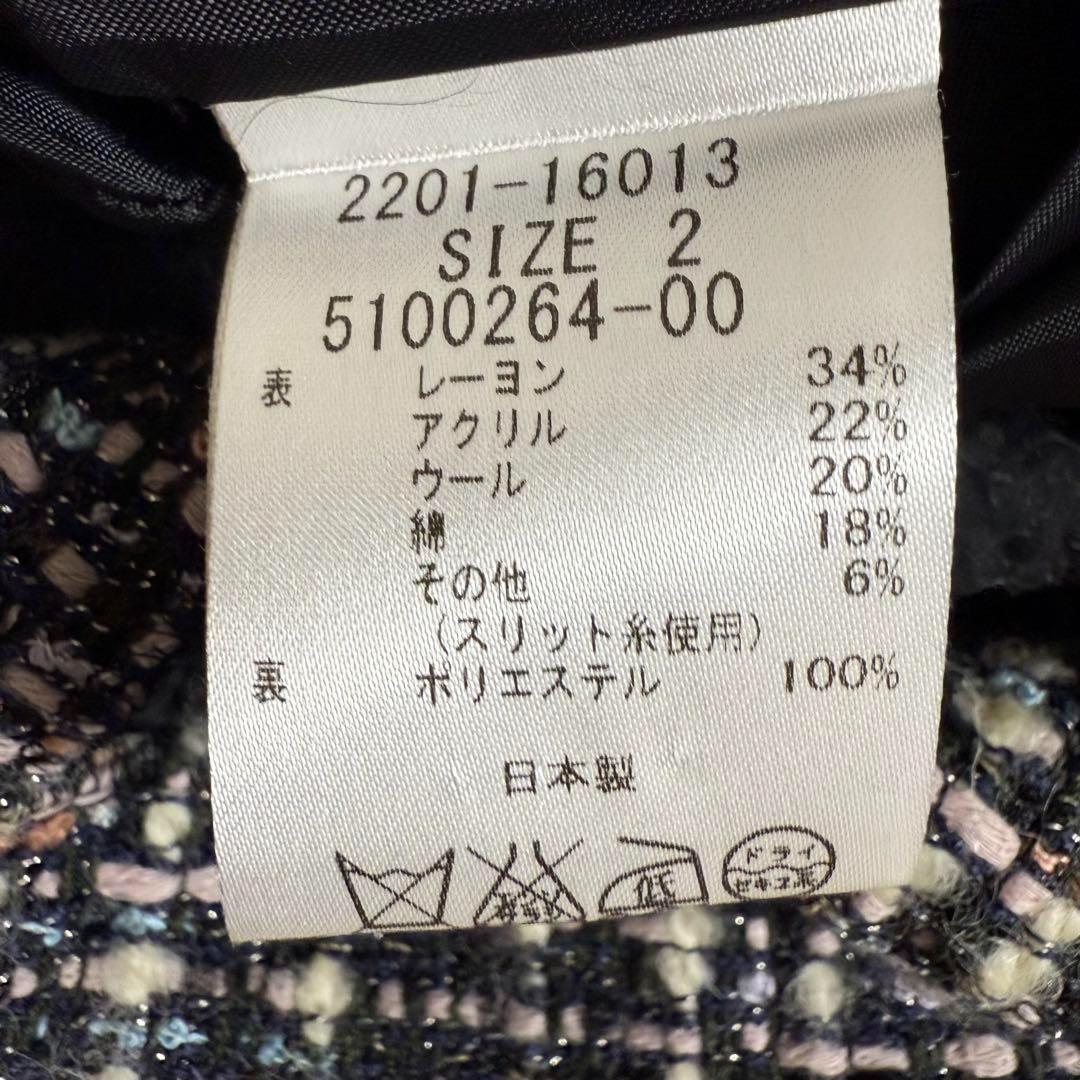 2201-16013
SIZE 2
5100264-00
表 レーヨン 34%
アクリル 22%
ウール 20%
綿 18%
その他 6%
(スリット糸使用)
裏 ポリエステル 100%
日本製
低 ドライ
セキユ系